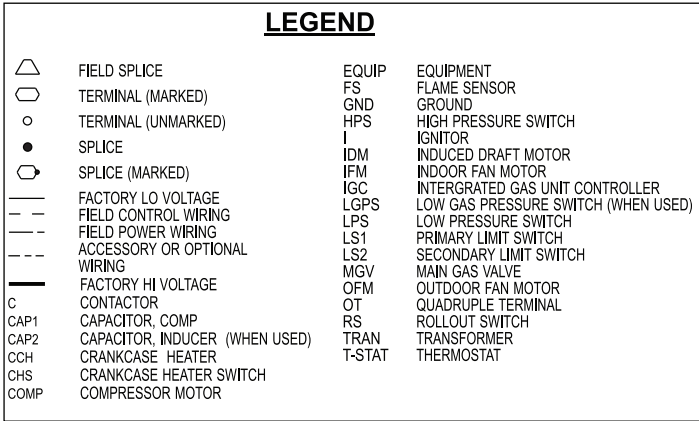 LEGEND
FIELD SPLICE
TERMINAL (MARKED)
TERMINAL (UNMARKED)
SPLICE
SPLICE (MARKED)
FACTORY LO VOLTAGE
FIELD CONTROL WIRING
FIELD POWER WIRING
ACCESSORY OR OPTIONAL
WIRING
FACTORY HI VOLTAGE
C CONTACTOR
CAP1 CAPACITOR, COMP
CAP2 CAPACITOR, INDUCER (WHEN USED)
CCH CRANKCASE HEATER
CHS CRANKCASE HEATER SWITCH
COMP COMPRESSOR MOTOR
EQUIP EQUIPMENT
FS FLAME SENSOR
GND GROUND
HPS HIGH PRESSURE SWITCH
I IGNITOR
IDM INDUCED DRAFT MOTOR
IFM INDOOR FAN MOTOR
IGC INTERGRATED GAS UNIT CONTROLLER
LGPS LOW GAS PRESSURE SWITCH (WHEN USED)
LPS LOW PRESSURE SWITCH
LS1 PRIMARY LIMIT SWITCH
LS2 SECONDARY LIMIT SWITCH
MGV MAIN GAS VALVE
OFM OUTDOOR FAN MOTOR
OT QUADRUPLE TERMINAL
RS ROLLOUT SWITCH
TRAN TRANSFORMER
T-STAT THERMOSTAT